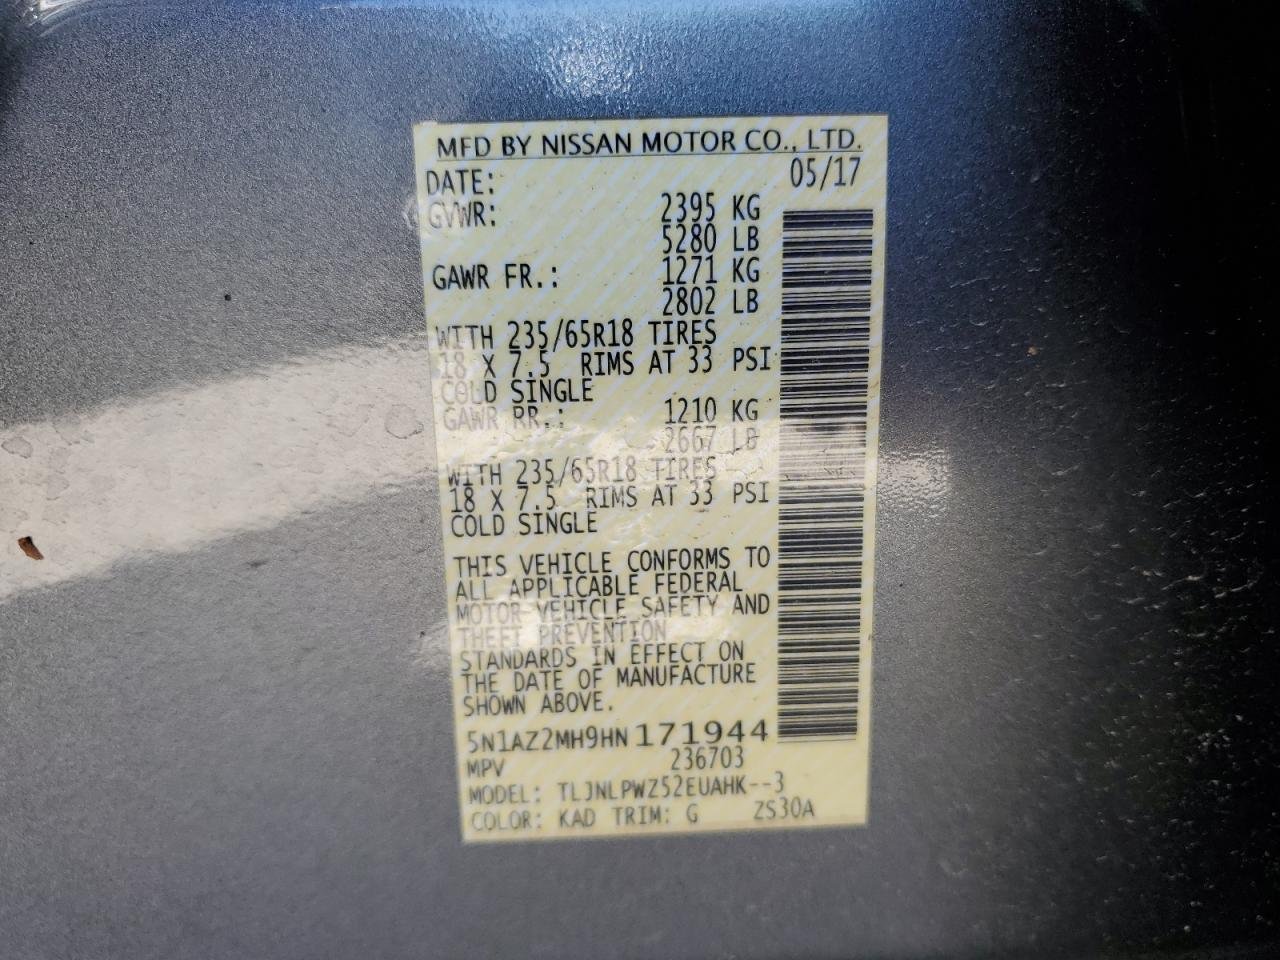 MFD BY NISSAN MOTOR CO., LTD.
DATE: 05/17
GVWR: 2395 KG
5280 LB
GAWR FR.: 1271 KG
2802 LB
WITH 235/65R18 TIRES
18 X 7.5 RIMS AT 33 PSI
COLD SINGLE
GAWR RR.: 1210 KG
2667 LB
WITH 235/65R18 TIRES
18 X 7.5 RIMS AT 33 PSI
COLD SINGLE
THIS VEHICLE CONFORMS TO
ALL APPLICABLE FEDERAL
MOTOR VEHICLE SAFETY AND
THEFT PREVENTION
STANDARDS IN EFFECT ON
THE DATE OF MANUFACTURE
SHOWN ABOVE.
5N1AZ2MH9HN171944
MPV 236703
MODEL: TLJNLPWZ52EUAHK--3
COLOR: KAD TRIM: G ZS30A